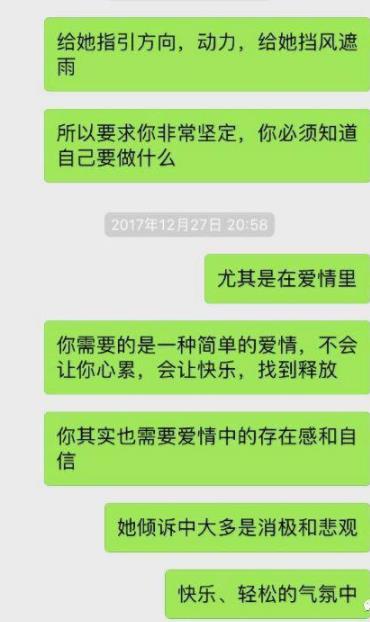 给她指引方向，动力，给她挡风遮
雨
所以要求你非常坚定，你必须知道
自己要做什么
2017年12月27日 20:58
尤其是在爱情里
你需要的是一种简单的爱情，不会
让你心累，会让快乐，找到释放
你其实也需要爱情中的存在感和自
信
她倾诉中大多是消极和悲观
快乐、轻松的气氛中